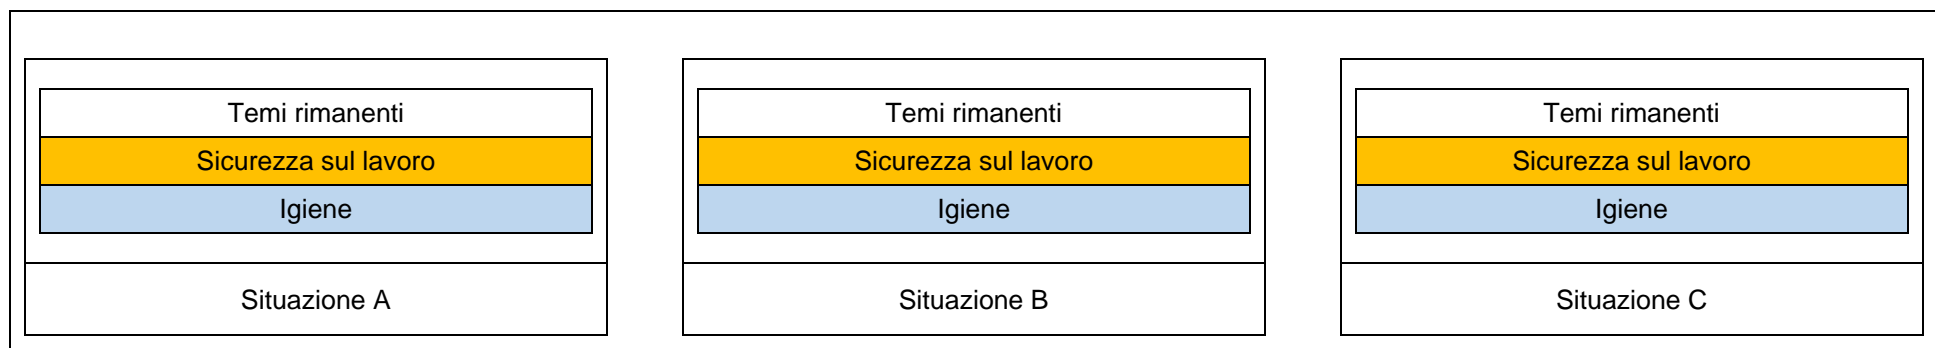 Temi rimanenti
Sicurezza sul lavoro
Igiene
Situazione A
Temi rimanenti
Sicurezza sul lavoro
Igiene
Situazione B
Temi rimanenti
Sicurezza sul lavoro
Igiene
Situazione C